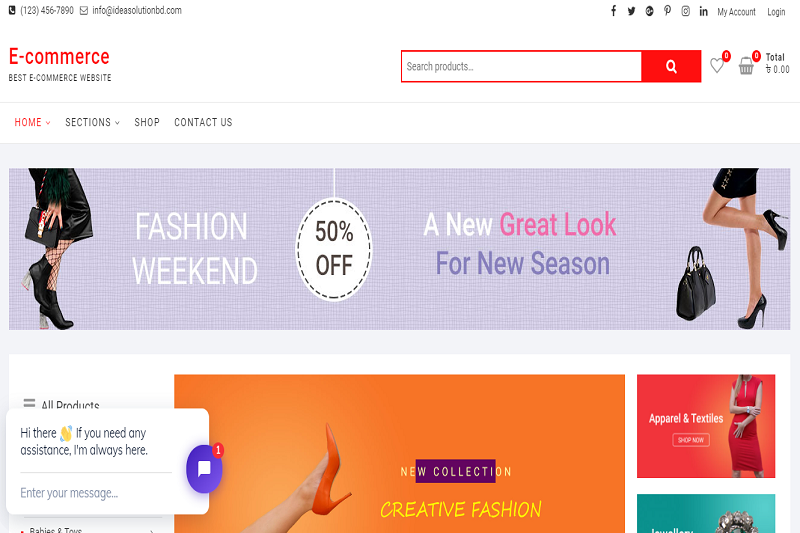 (123) 456-7890 info@ideasolutionbd.com
My Account Login
E-commerce
BEST E-COMMERCE WEBSITE
Search products…
0
0
Total
৳ 0.00
HOME SECTIONS SHOP CONTACT US
FASHION
WEEKEND
50%
OFF
A New Great Look
For New Season
All Products
Hi there 👋 If you need any
assistance, I'm always here.
1
Enter your message...
Babies & Toys
NEW COLLECTION
CREATIVE FASHION
Apparel & Textiles
SHOP NOW
Jewellery